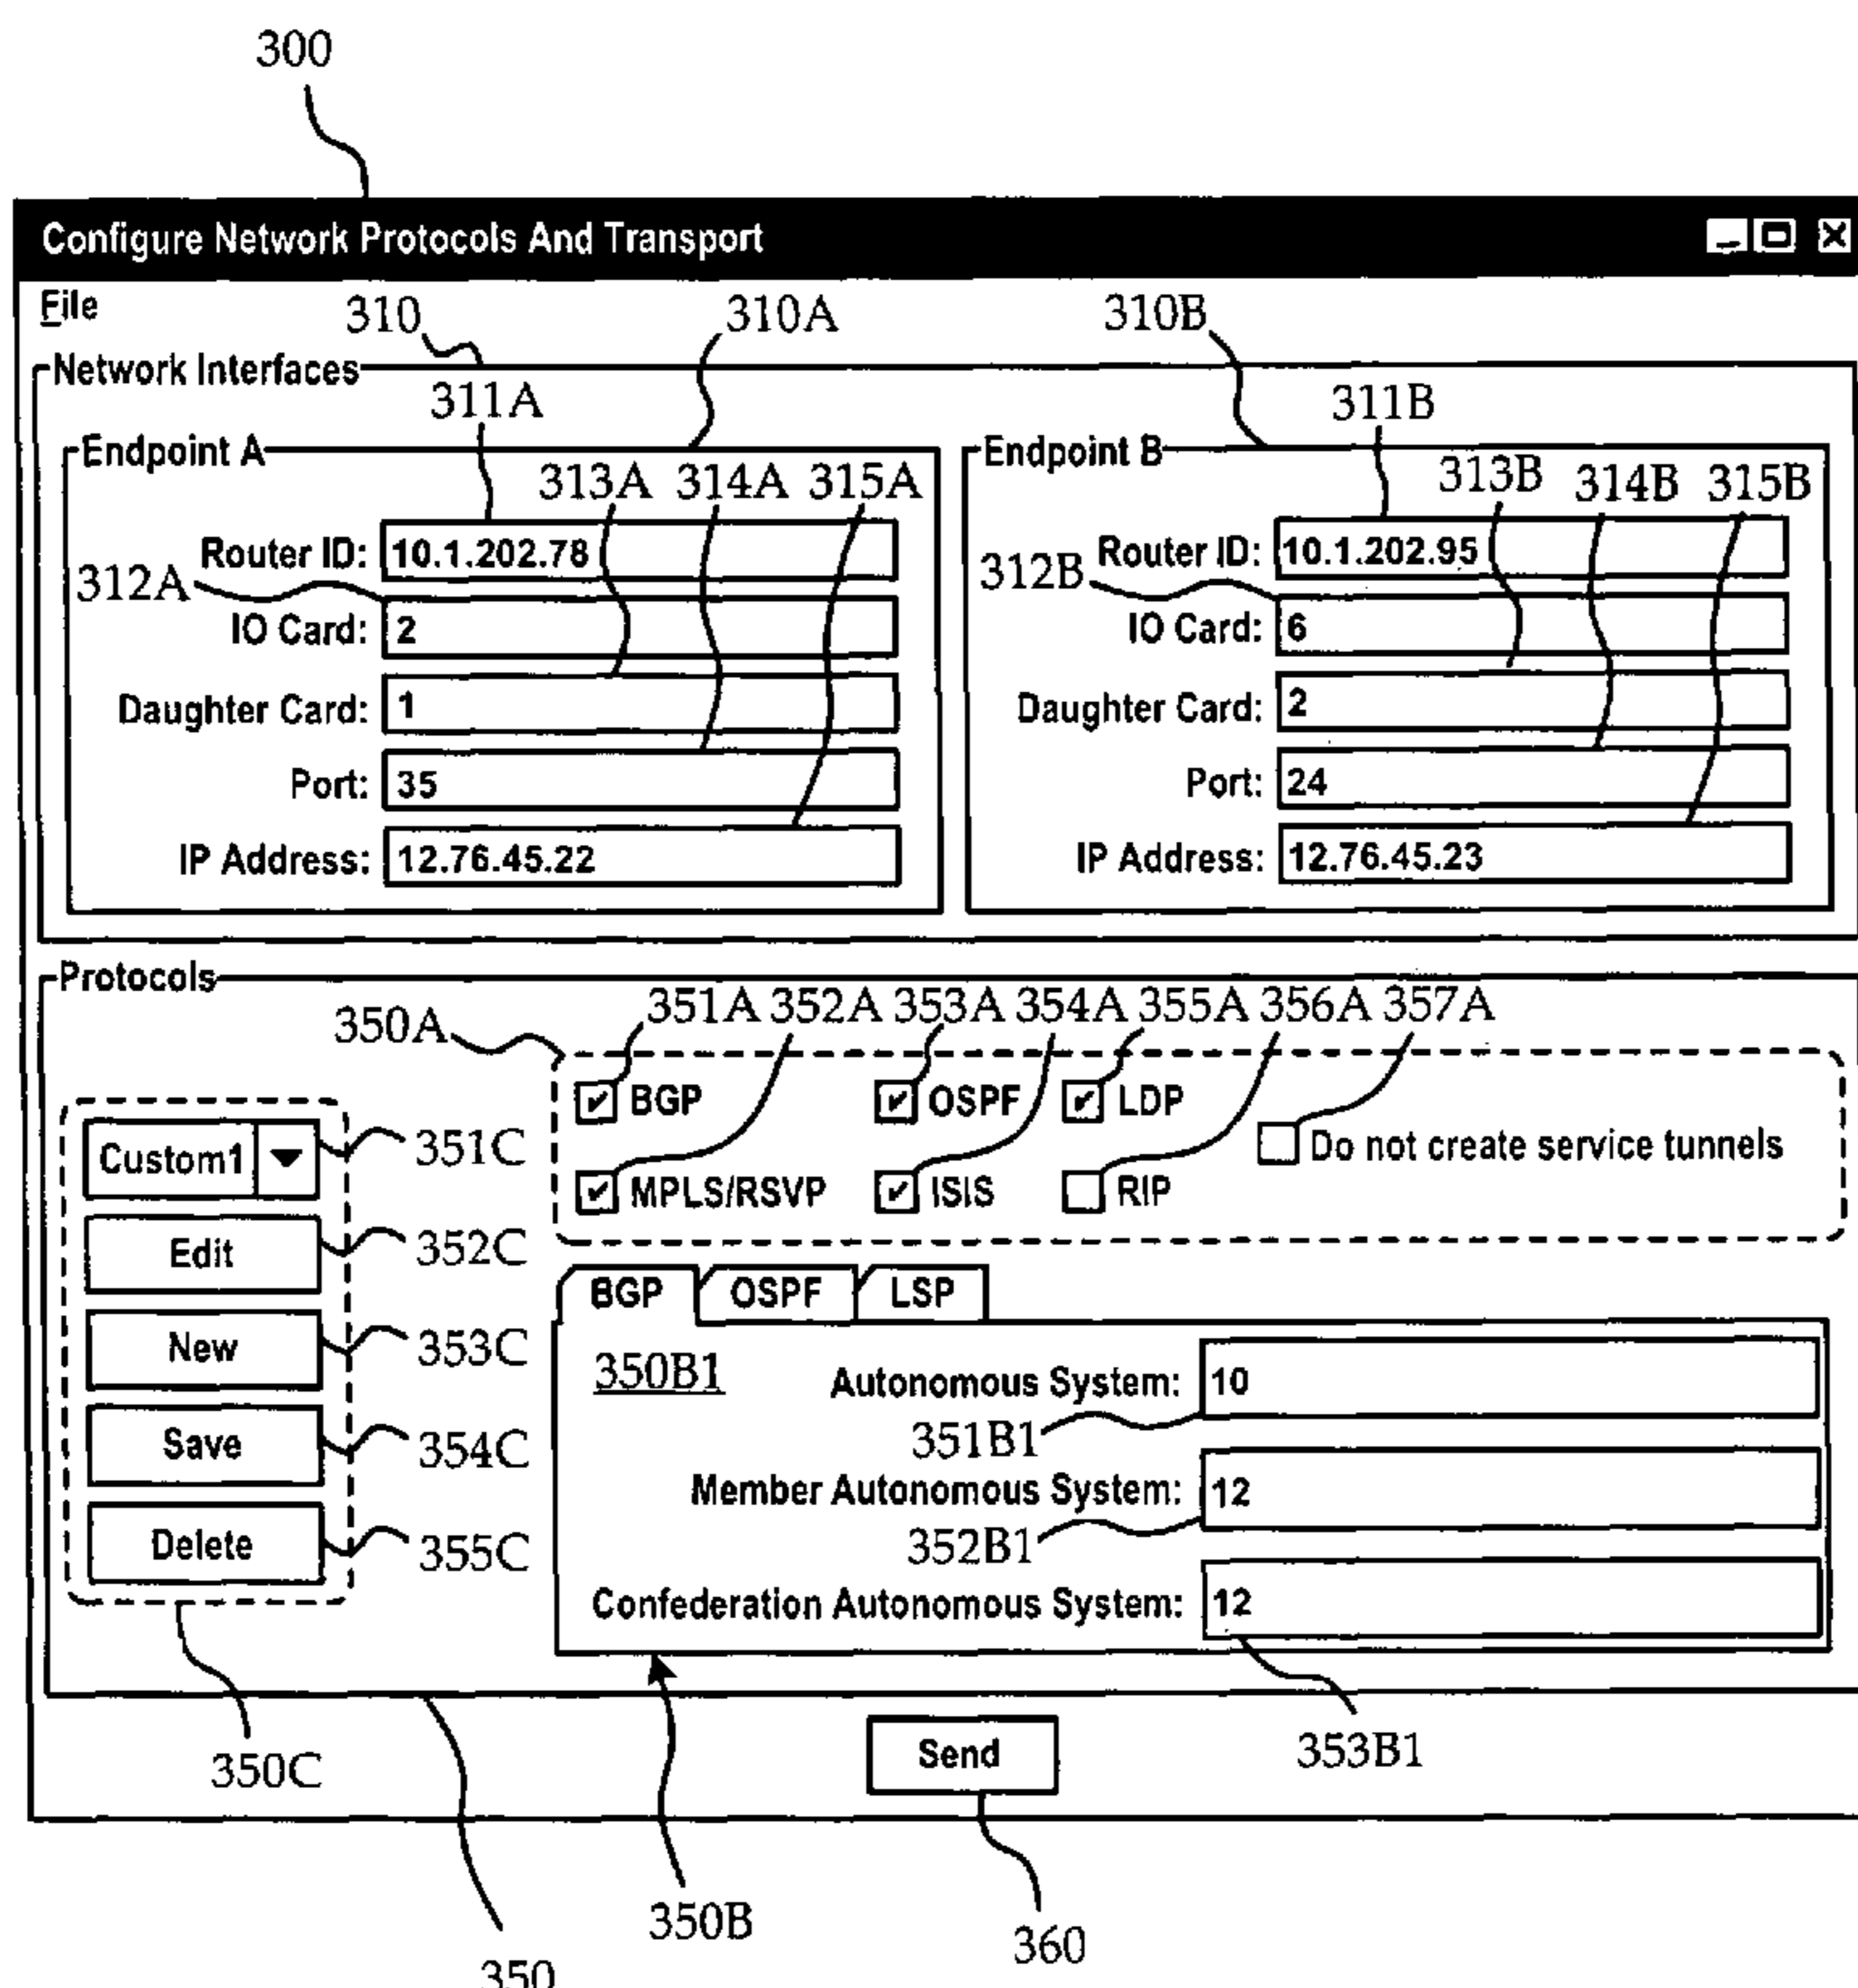 300
Configure Network Protocols And Transport
File
310
310A
310B
Network Interfaces
311A
311B
Endpoint A
313A 314A 315A
Router ID: 10.1.202.78
312A
IO Card: 2
Daughter Card: 1
Port: 35
IP Address: 12.76.45.22
Endpoint B
313B 314B 315B
Router ID: 10.1.202.95
312B
IO Card: 6
Daughter Card: 2
Port: 24
IP Address: 12.76.45.23
Protocols
350A
351A 352A 353A 354A 355A 356A 357A
BGP
OSPF
LDP
Do not create service tunnels
MPLS/RSVP
ISIS
RIP
Custom1
351C
Edit
352C
New
353C
Save
354C
Delete
355C
BGP
OSPF
LSP
350B1
Autonomous System: 10
351B1
Member Autonomous System: 12
352B1
Confederation Autonomous System: 12
353B1
350C
Send
350B
360
350